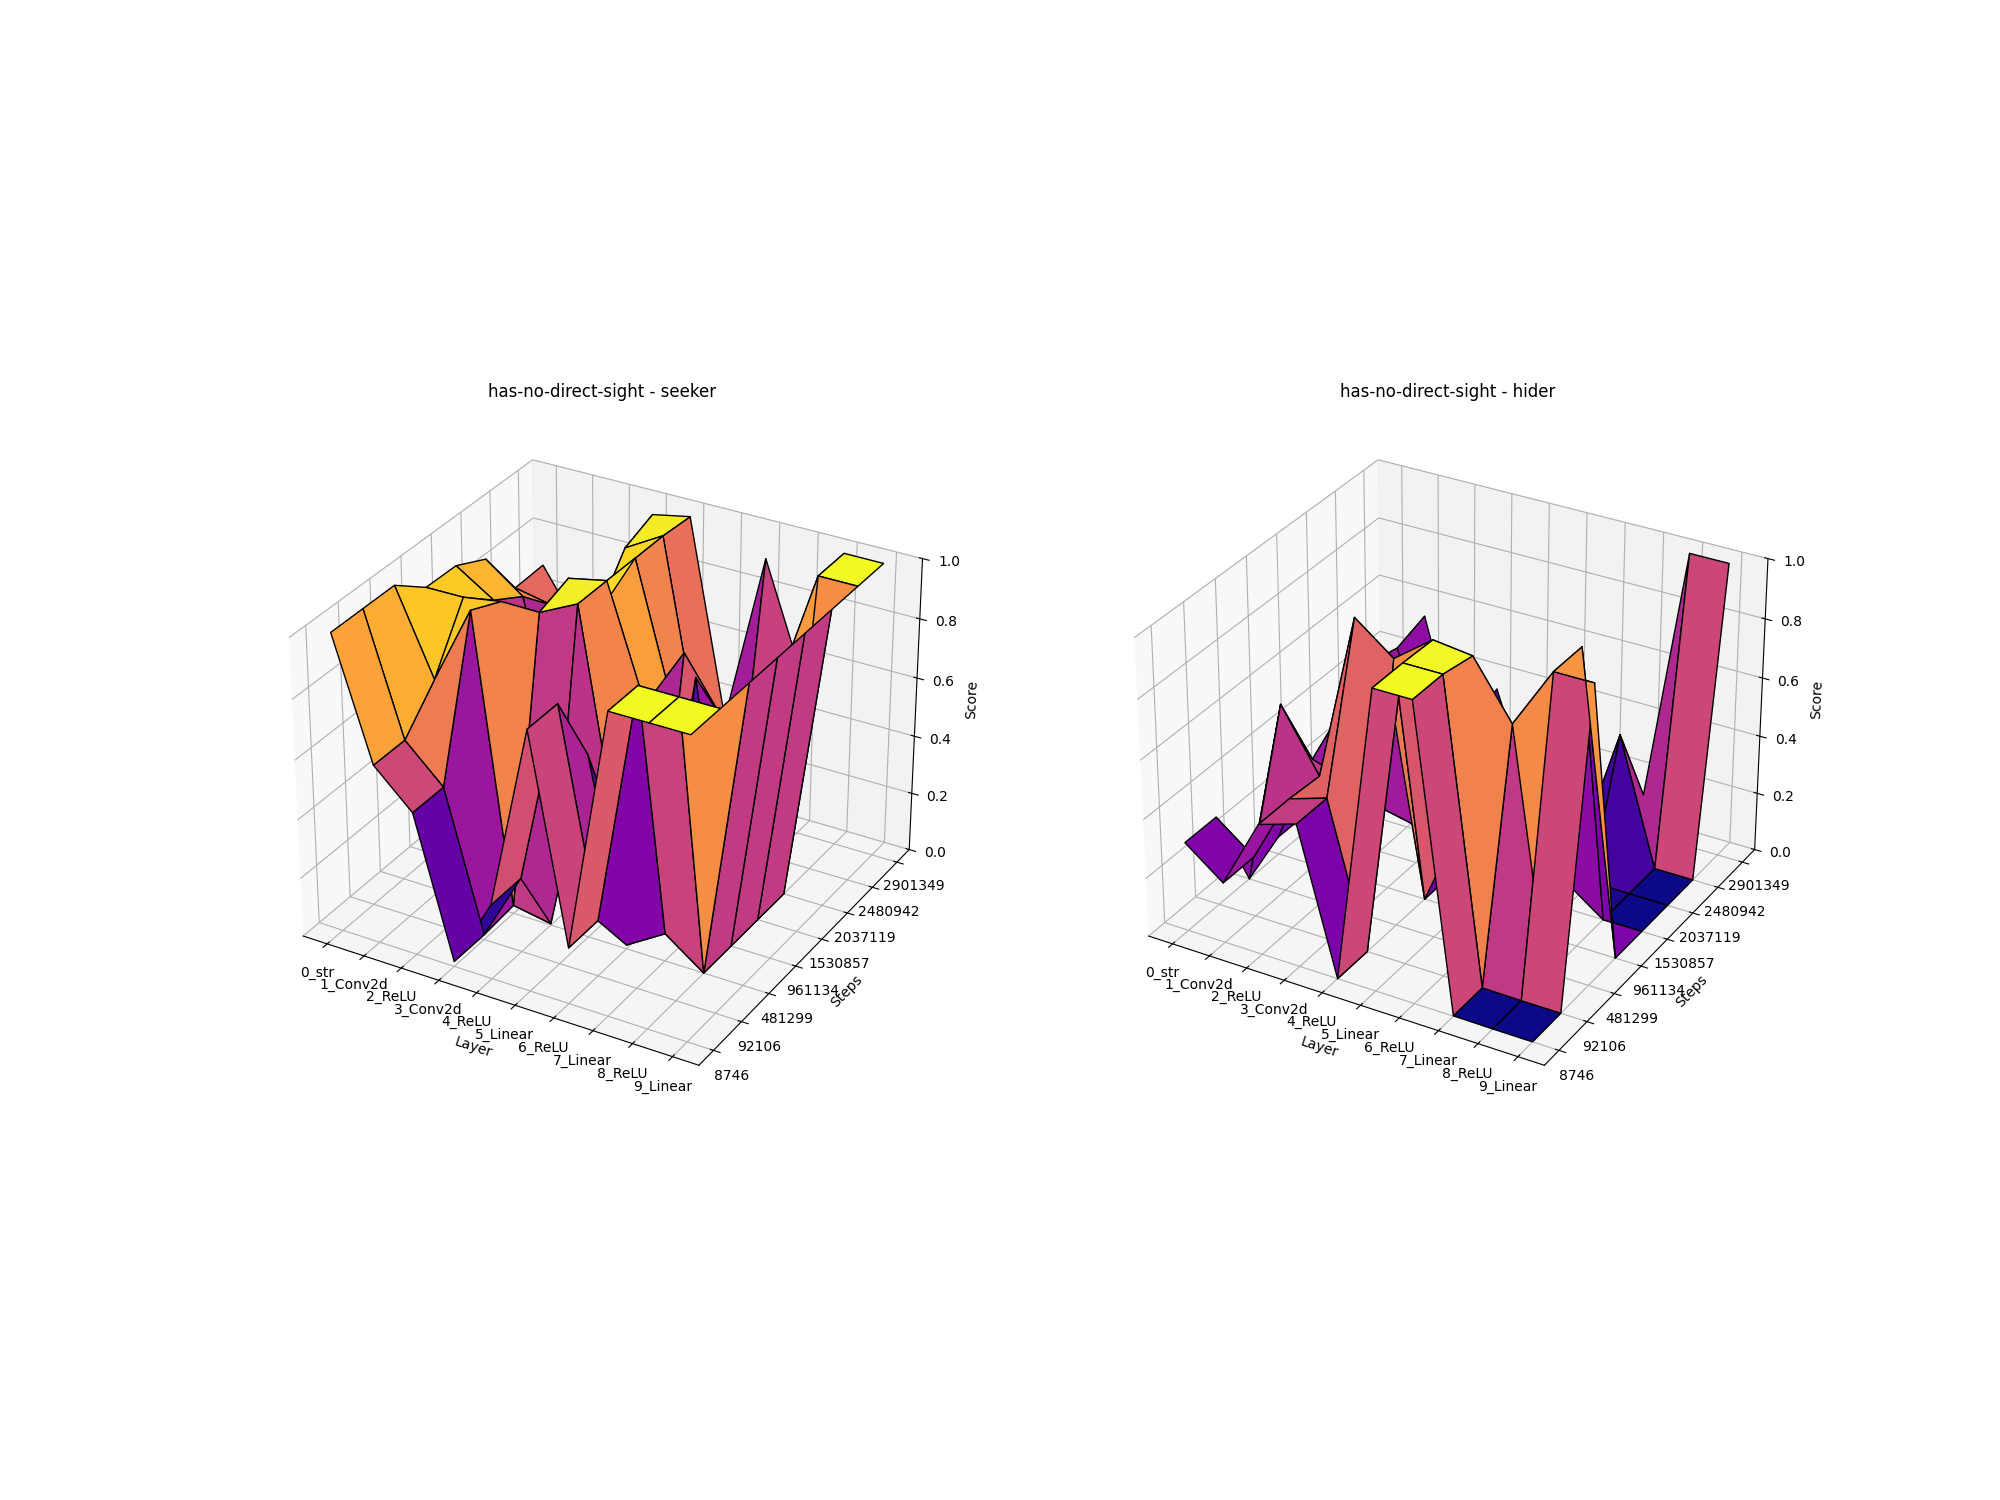 has-no-direct-sight - seeker
1.0
0.8
0.6
0.4
0.2
0.0
Score
2901349
2480942
2037119
1530857
961134
481299
92106
8746
Steps
0_str
1_Conv2d
2_ReLU
3_Conv2d
4_ReLU
5_Linear
6_ReLU
7_Linear
8_ReLU
9_Linear
Layer
has-no-direct-sight - hider
1.0
0.8
0.6
0.4
0.2
0.0
Score
2901349
2480942
2037119
1530857
961134
481299
92106
8746
Steps
0_str
1_Conv2d
2_ReLU
3_Conv2d
4_ReLU
5_Linear
6_ReLU
7_Linear
8_ReLU
9_Linear
Layer